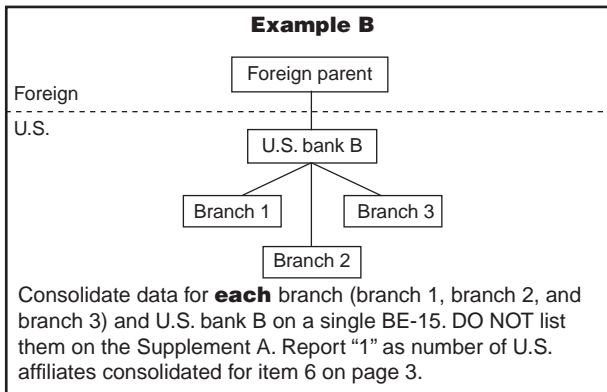 Example B
Foreign parent
Foreign
U.S.
U.S. bank B
Branch 1
Branch 3
Branch 2
Consolidate data for each branch (branch 1, branch 2, and
branch 3) and U.S. bank B on a single BE-15. DO NOT list
them on the Supplement A. Report “1” as number of U.S.
affiliates consolidated for item 6 on page 3.